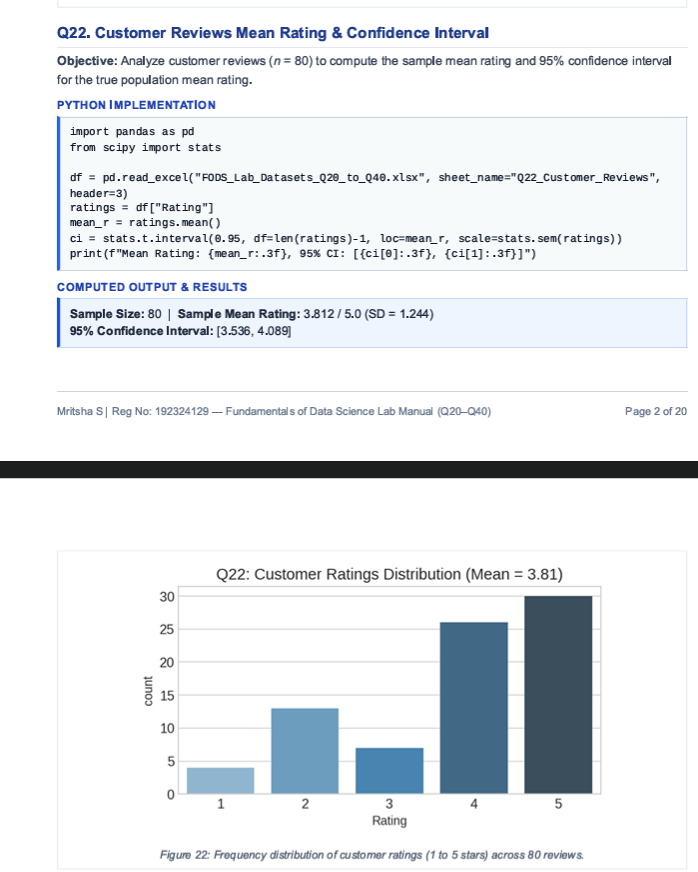 Q22. Customer Reviews Mean Rating & Confidence Interval
Objective: Analyze customer reviews (n = 80) to compute the sample mean rating and 95% confidence interval
for the true population mean rating.
PYTHON IMPLEMENTATION
import pandas as pd
from scipy import stats
df = pd.read_excel("FODS_Lab_Datasets_Q20_to_Q40.xlsx", sheet_name="Q22_Customer_Reviews",
header=3)
ratings = df["Rating"]
mean_r = ratings.mean()
ci = stats.t.interval(0.95, df=len(ratings)-1, loc=mean_r, scale=stats.sem(ratings))
print(f"Mean Rating: {mean_r:.3f}, 95% CI: [{ci[0]:.3f}, {ci[1]:.3f}]")
COMPUTED OUTPUT & RESULTS
Sample Size: 80 | Sample Mean Rating: 3.812 / 5.0 (SD = 1.244)
95% Confidence Interval: [3.536, 4.089]
Mritsha S | Reg No: 192324129 — Fundamentals of Data Science Lab Manual (Q20–Q40) Page 2 of 20
Q22: Customer Ratings Distribution (Mean = 3.81)
30
25
20
15
10
5
0
count
1 2 3 4 5
Rating
Figure 22: Frequency distribution of customer ratings (1 to 5 stars) across 80 reviews.